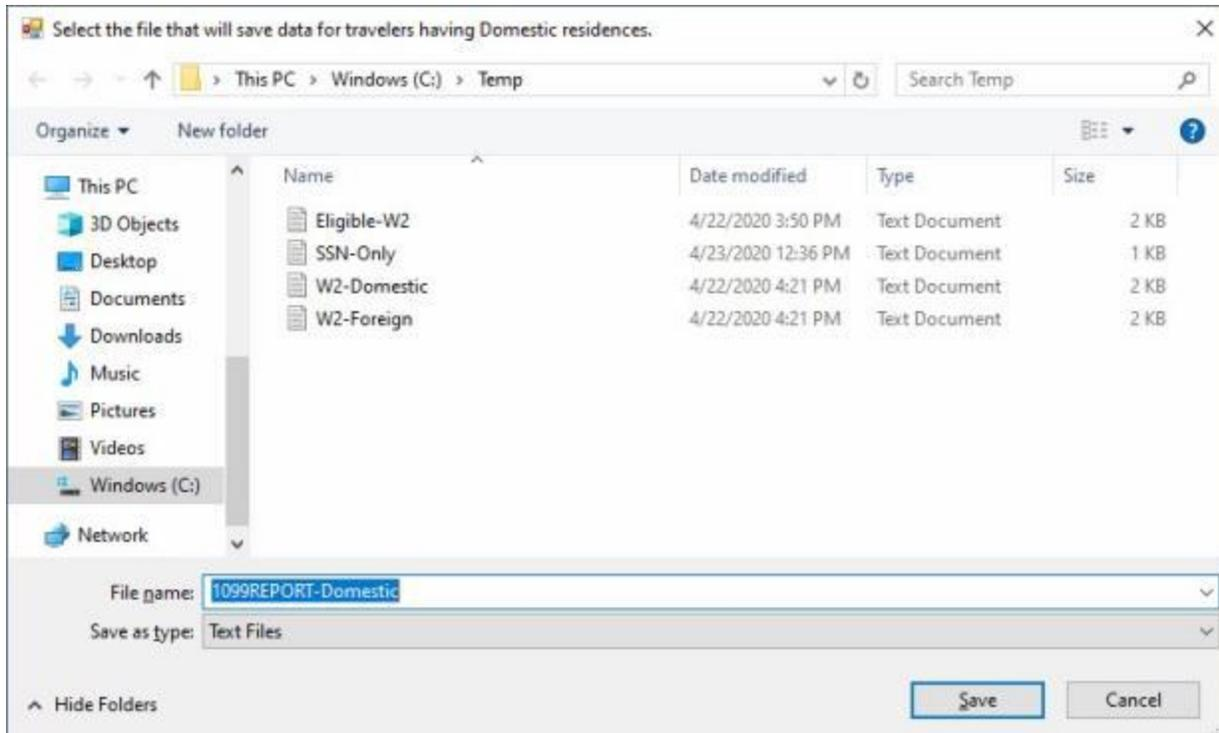 Select the file that will save data for travelers having Domestic residences.
This PC > Windows (C:) > Temp
Search Temp
Organize
New folder
Name Date modified Type Size
This PC
3D Objects
Desktop
Documents
Downloads
Music
Pictures
Videos
Windows (C:)
Network
Eligible-W2 4/22/2020 3:50 PM Text Document 2 KB
SSN-Only 4/23/2020 12:36 PM Text Document 1 KB
W2-Domestic 4/22/2020 4:21 PM Text Document 2 KB
W2-Foreign 4/22/2020 4:21 PM Text Document 2 KB
File name: 1099REPORT-Domestic
Save as type: Text Files
Hide Folders
Save
Cancel